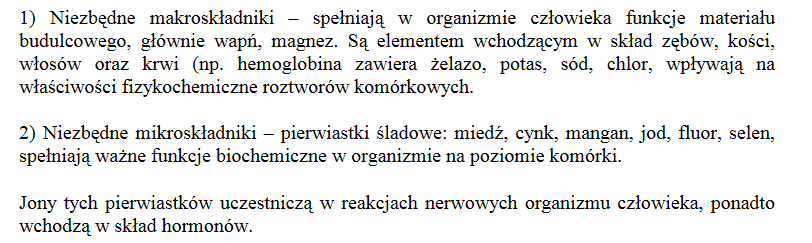 1) Niezbędne makroskładniki – spełniają w organizmie człowieka funkcje materiału
budulcowego, głównie wapń, magnez. Są elementem wchodzącym w skład zębów, kości,
włosów oraz krwi (np. hemoglobina zawiera żelazo, potas, sód, chlor, wpływają na
właściwości fizykochemiczne roztworów komórkowych.
2) Niezbędne mikroskładniki – pierwiastki śladowe: miedź, cynk, mangan, jod, fluor, selen,
spełniają ważne funkcje biochemiczne w organizmie na poziomie komórki.
Jony tych pierwiastków uczestniczą w reakcjach nerwowych organizmu człowieka, ponadto
wchodzą w skład hormonów.